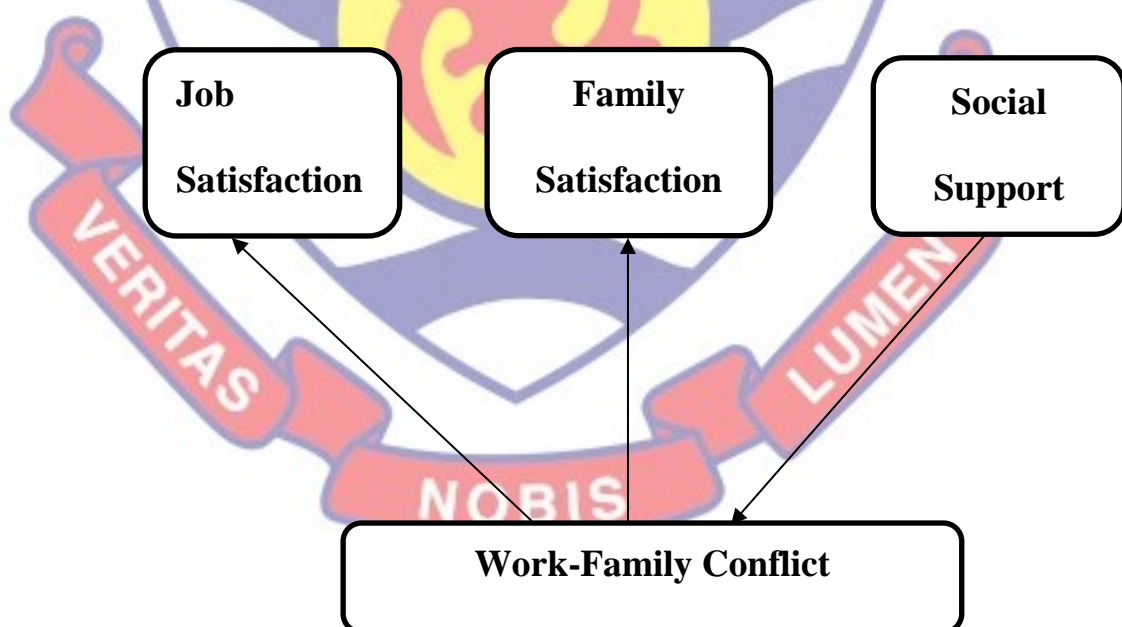 Job
Satisfaction
Family
Satisfaction
Social
Support
VERITAS
NOBIS
LUMEN
Work-Family Conflict